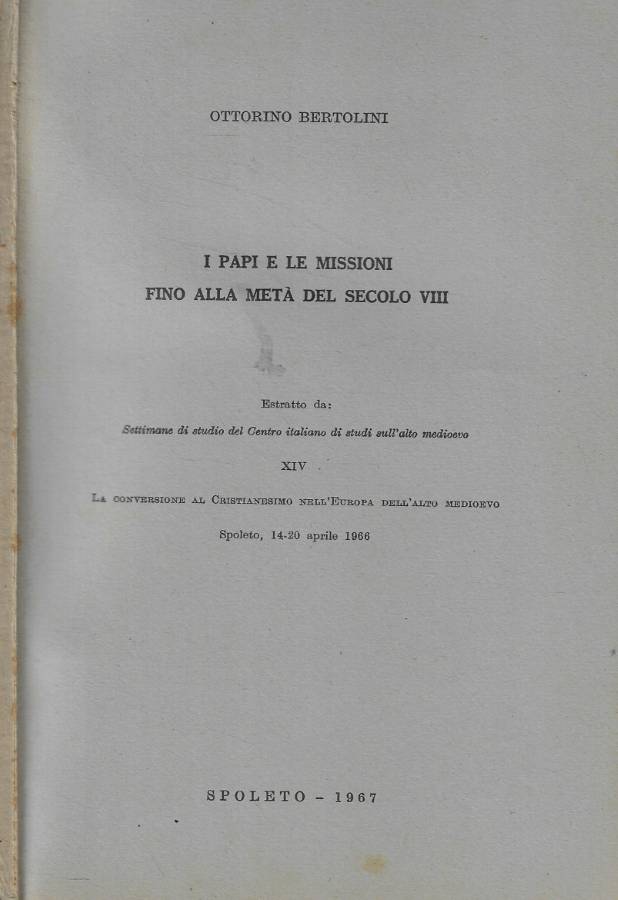 OTTORINO BERTOLINI
I PAPI E LE MISSIONI
FINO ALLA METÀ DEL SECOLO VIII
Estratto da:
Settimane di studio del Centro italiano di studi sull'alto medioevo
XIV
La conversione al Cristianesimo nell'Europa dell'alto medioevo
Spoleto, 14-20 aprile 1966
SPOLETO - 1967